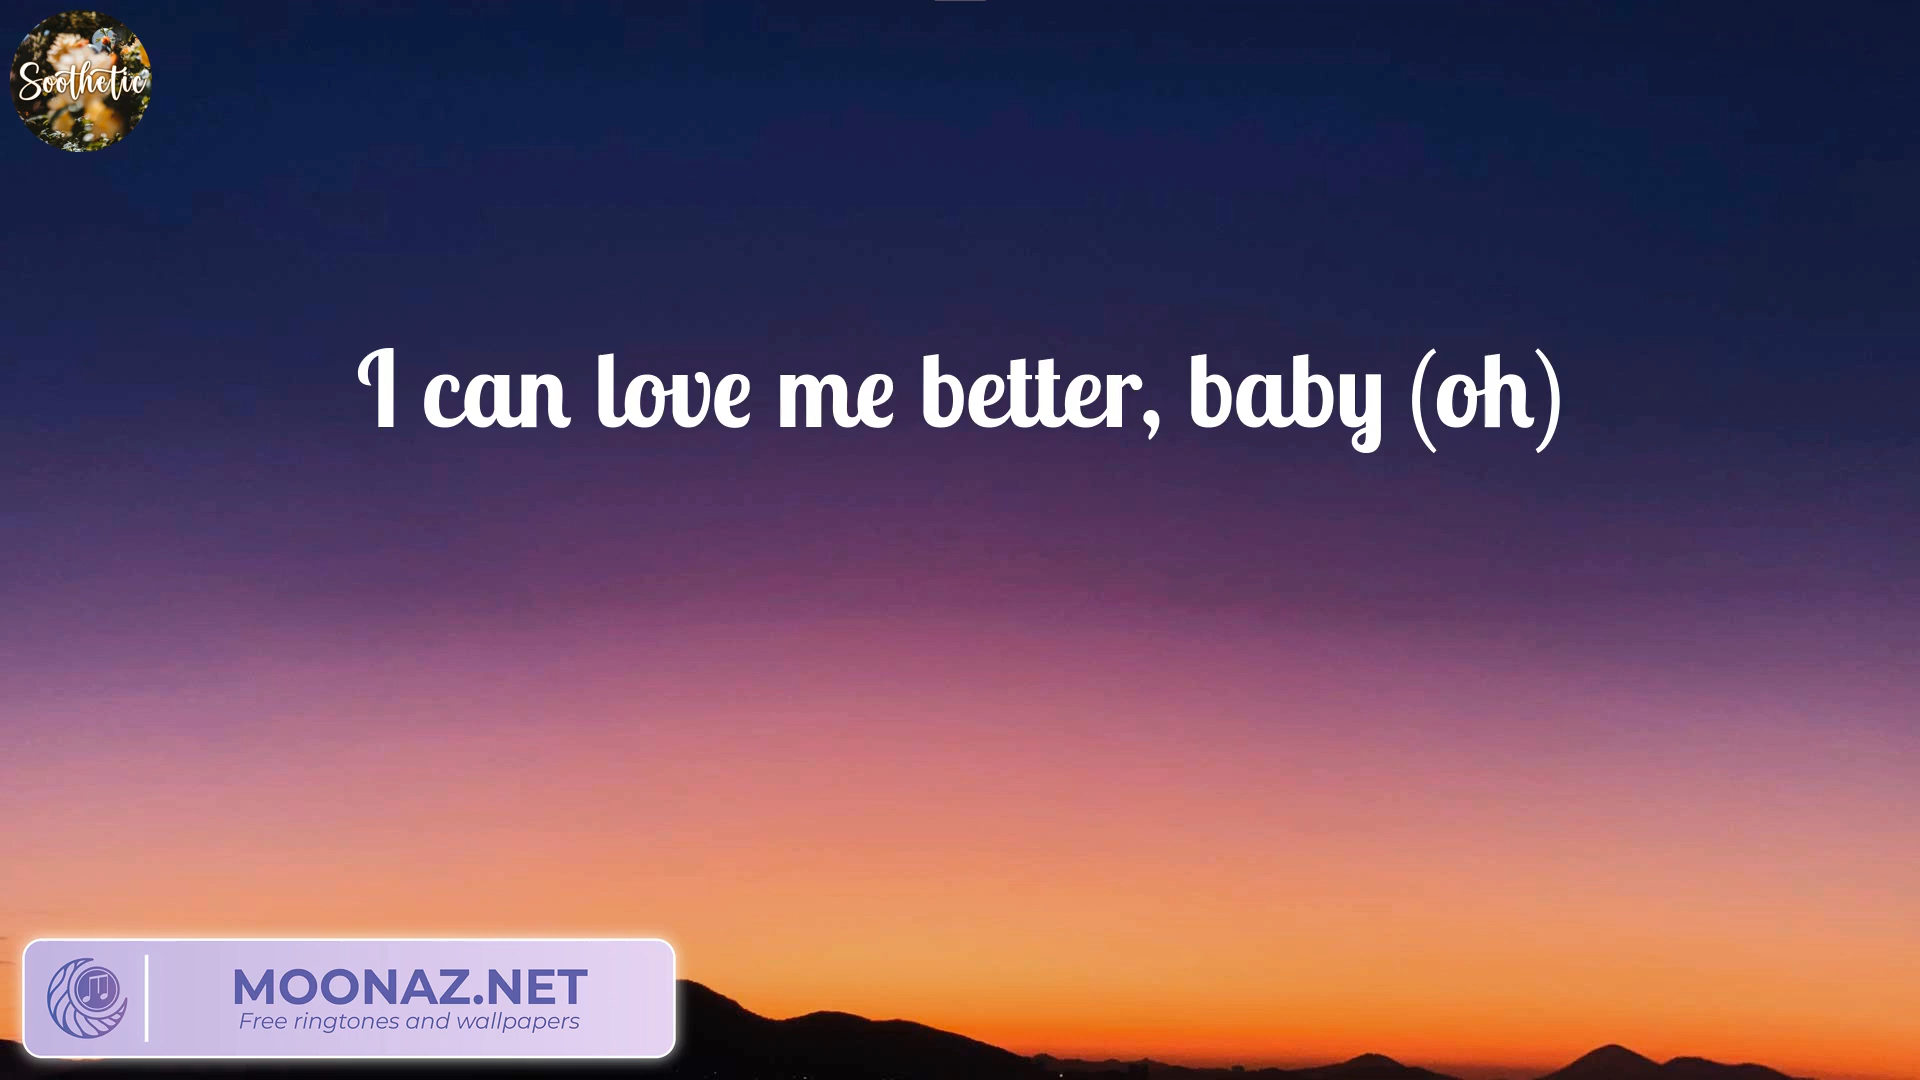 Soothetic
I can love me better, baby (oh)
MOONAZ.NET
Free ringtones and wallpapers